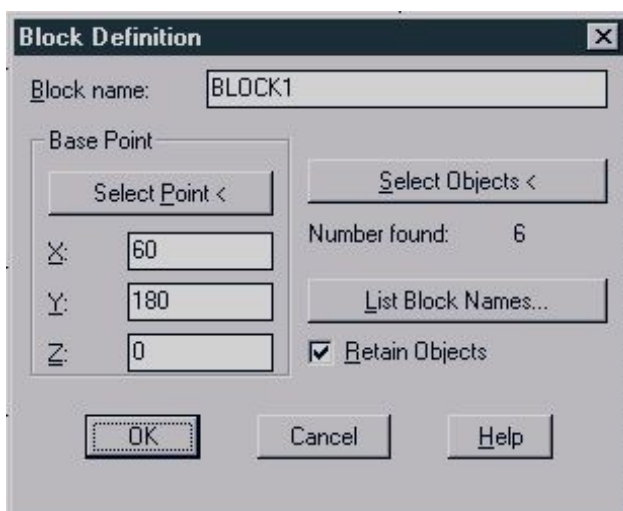 Block Definition
Block name: BLOCK1
Base Point
Select Point <
X: 60
Y: 180
Z: 0
Select Objects <
Number found: 6
List Block Names...
Retain Objects
OK Cancel Help